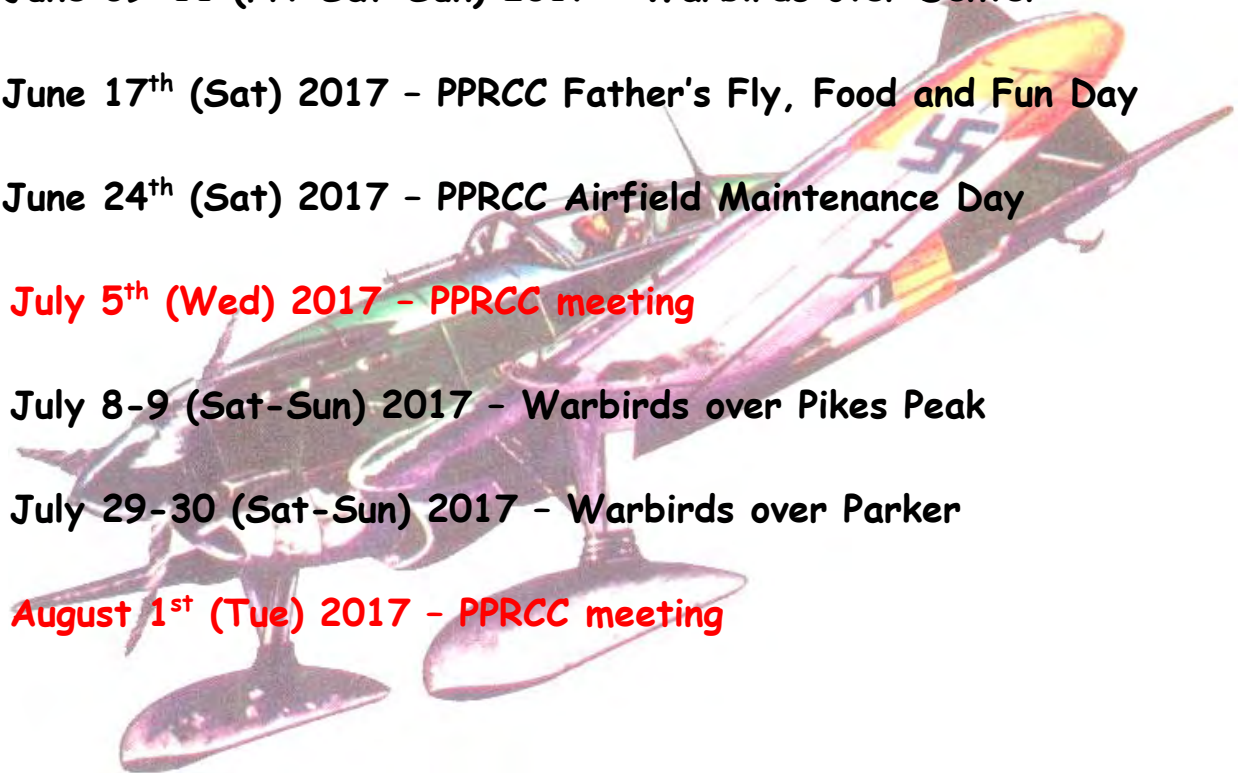 June 17th (Sat) 2017 – PPRCC Father's Fly, Food and Fun Day
June 24th (Sat) 2017 – PPRCC Airfield Maintenance Day
July 5th (Wed) 2017 – PPRCC meeting
July 8-9 (Sat-Sun) 2017 – Warbirds over Pikes Peak
July 29-30 (Sat-Sun) 2017 – Warbirds over Parker
August 1st (Tue) 2017 – PPRCC meeting